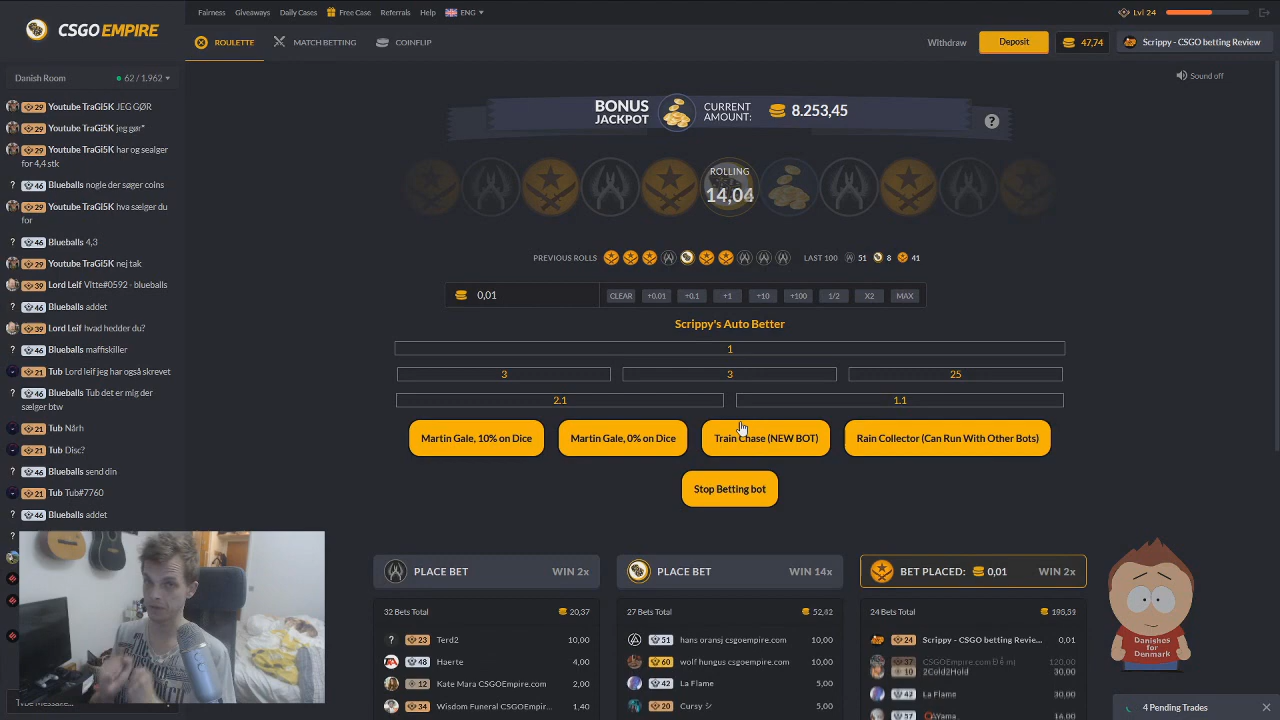 Fairness Giveaways Daily Cases Free Case Referrals Help ENG Lvl 24
CSGOEMPIRE
ROULETTE MATCH BETTING COINFLIP Withdraw Deposit 47,74 Scrippy - CSGO betting Review
Danish Room 62 / 1.962
Sound off
29 Youtube TraGi5K JEG GØR
29 Youtube TraGi5K jeg gør*
29 Youtube TraGi5K har og sealger
for 4,4 stk
? 46 Blueballs nogle der søger coins
29 Youtube TraGi5K hva sælger du
for
? 46 Blueballs 4,3
29 Youtube TraGi5K nej tak
39 Lord Leif Vitte#0592 - blueballs
? 46 Blueballs addet
39 Lord Leif hvad hedder du?
? 46 Blueballs maffiskiller
21 Tub Lord leif jeg har også skrevet
? 46 Blueballs Tub det er mig der
sælger btw
21 Tub Nårh
21 Tub Disc?
? 46 Blueballs send din
21 Tub Tub#7760
? 46 Blueballs addet
?
BONUS
JACKPOT
CURRENT
AMOUNT:
8.253,45
?
ROLLING
14,04
PREVIOUS ROLLS LAST 100 51 8 41
0,01 CLEAR +0.01 +0.1 +1 +10 +100 1/2 X2 MAX
Scrippy's Auto Better
1
3 3 25
2.1 1.1
Martin Gale, 10% on Dice Martin Gale, 0% on Dice Train Chase (NEW BOT) Rain Collector (Can Run With Other Bots)
Stop Betting bot
PLACE BET WIN 2x PLACE BET WIN 14x BET PLACED: 0,01 WIN 2x
32 Bets Total 20,37 27 Bets Total 24 Bets Total
? 23 Terd2 10,00 51 hans oransj csgoempire.com 10,00 24 Scrippy - CSGO betting Revie... 0,01
48 Haerte 4,00 60 wolf hungus csgoempire.com 10,00 37 CSGOEmpire.com 120,00
10 2Cold2Hold 30,00
12 Kate Mara CSGOEmpire.com 2,00 42 La Flame 5,00 42 La Flame 30,00
34 Wisdom Funeral CSGOEmpir... 1,40 20 Cursy シ 5,00 57
Danishes
for
Denmark
Type Message...
4 Pending Trades